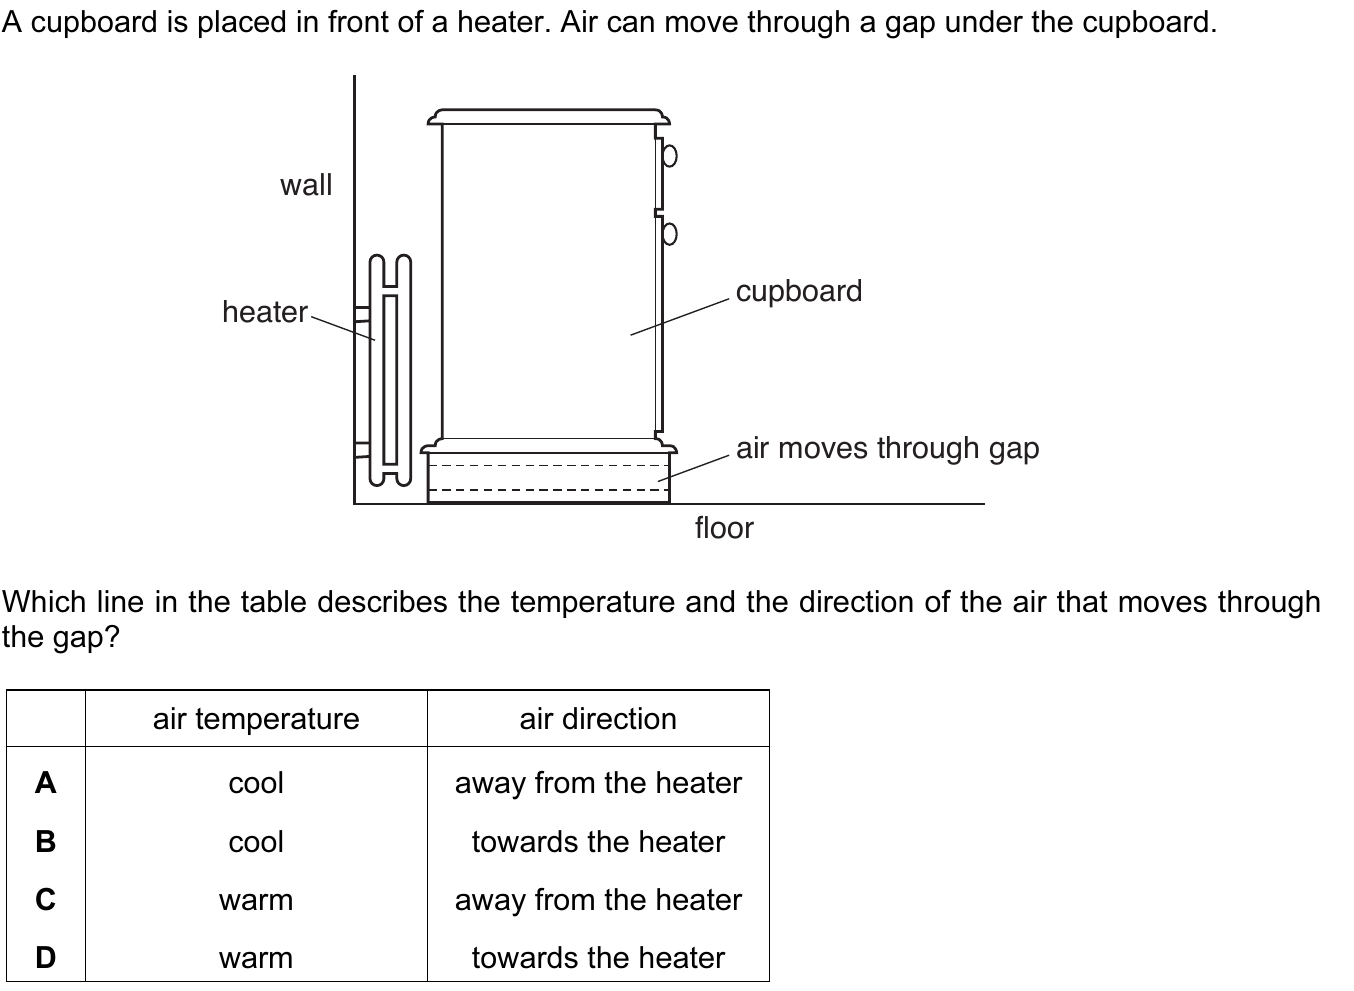 A cupboard is placed in front of a heater. Air can move through a gap under the cupboard.
wall
heater
cupboard
air moves through gap
floor
Which line in the table describes the temperature and the direction of the air that moves through
the gap?
air temperature air direction
A cool away from the heater
B cool towards the heater
C warm away from the heater
D warm towards the heater